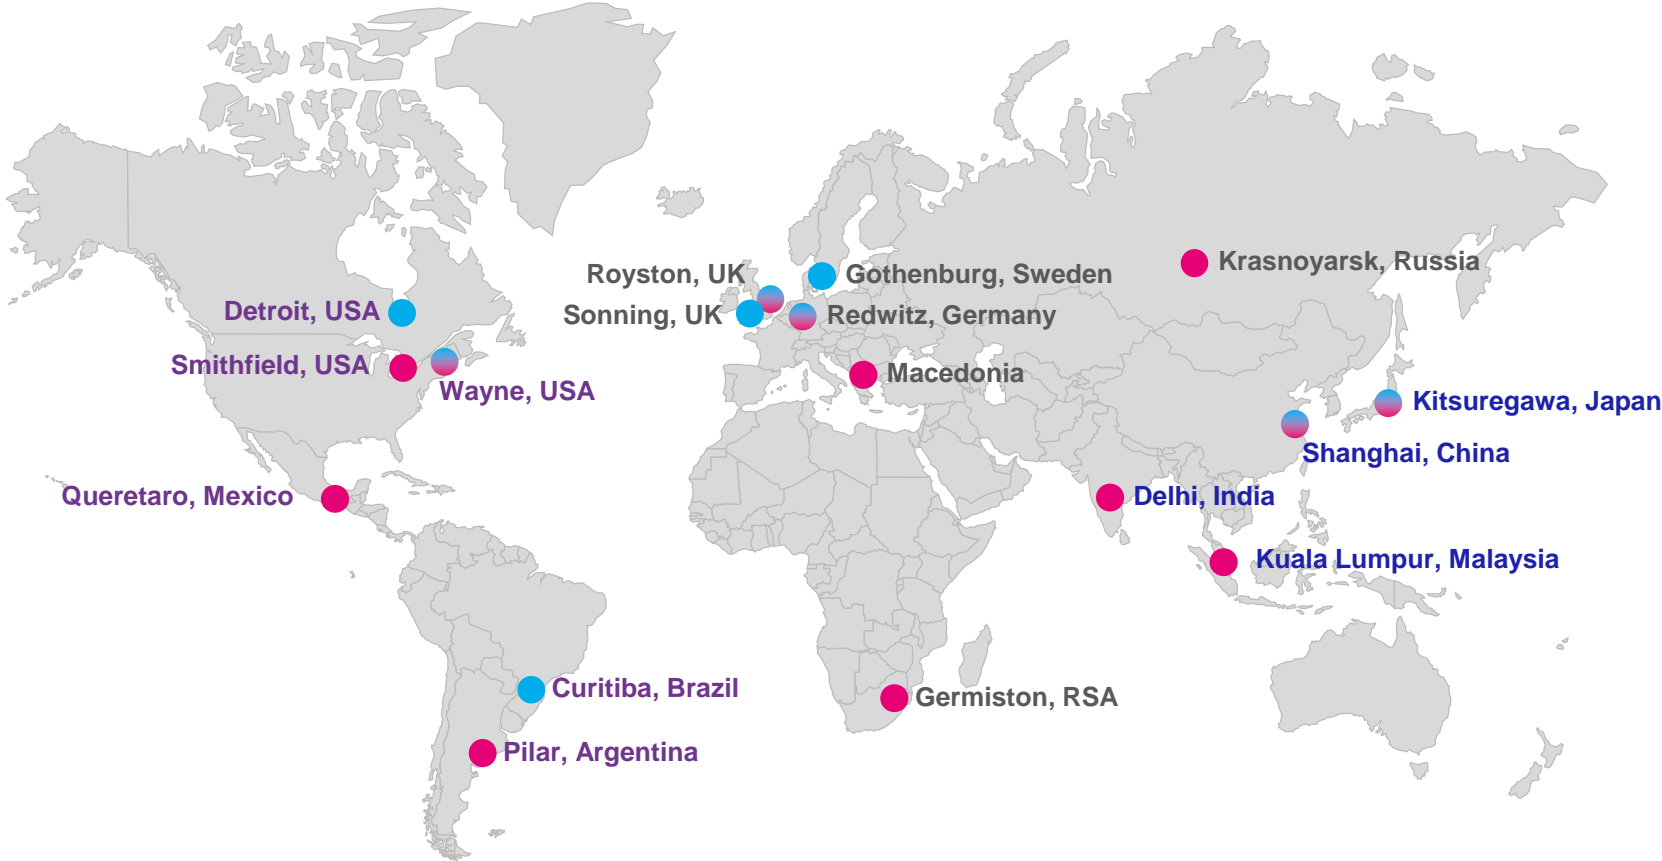 Royston, UK
Gothenburg, Sweden
Krasnoyarsk, Russia
Detroit, USA
Sonning, UK
Redwitz, Germany
Smithfield, USA
Wayne, USA
Macedonia
Kitsuregawa, Japan
Shanghai, China
Queretaro, Mexico
Delhi, India
Kuala Lumpur, Malaysia
Curitiba, Brazil
Germiston, RSA
Pilar, Argentina